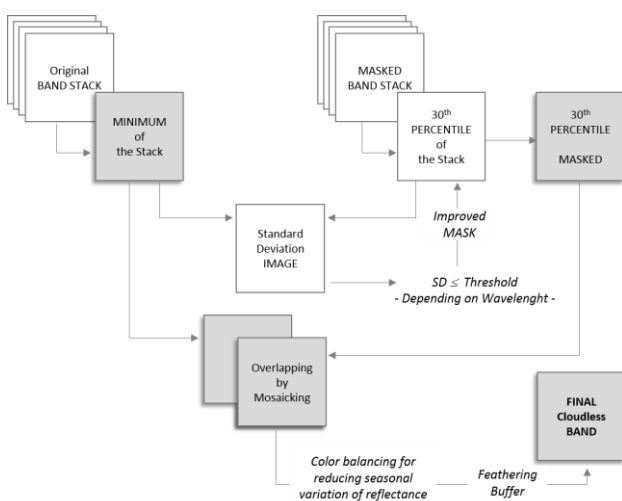 Original
BAND STACK
MINIMUM
of
the Stack
MASKED
BAND STACK
30th
PERCENTILE
of
the Stack
30th
PERCENTILE
MASKED
Standard
Deviation
IMAGE
Improved
MASK
SD ≤ Threshold
- Depending on Wavelenght -
Overlapping
by
Mosaicking
FINAL
Cloudless
BAND
Color balancing for
reducing seasonal
variation of reflectance
Feathering
Buffer